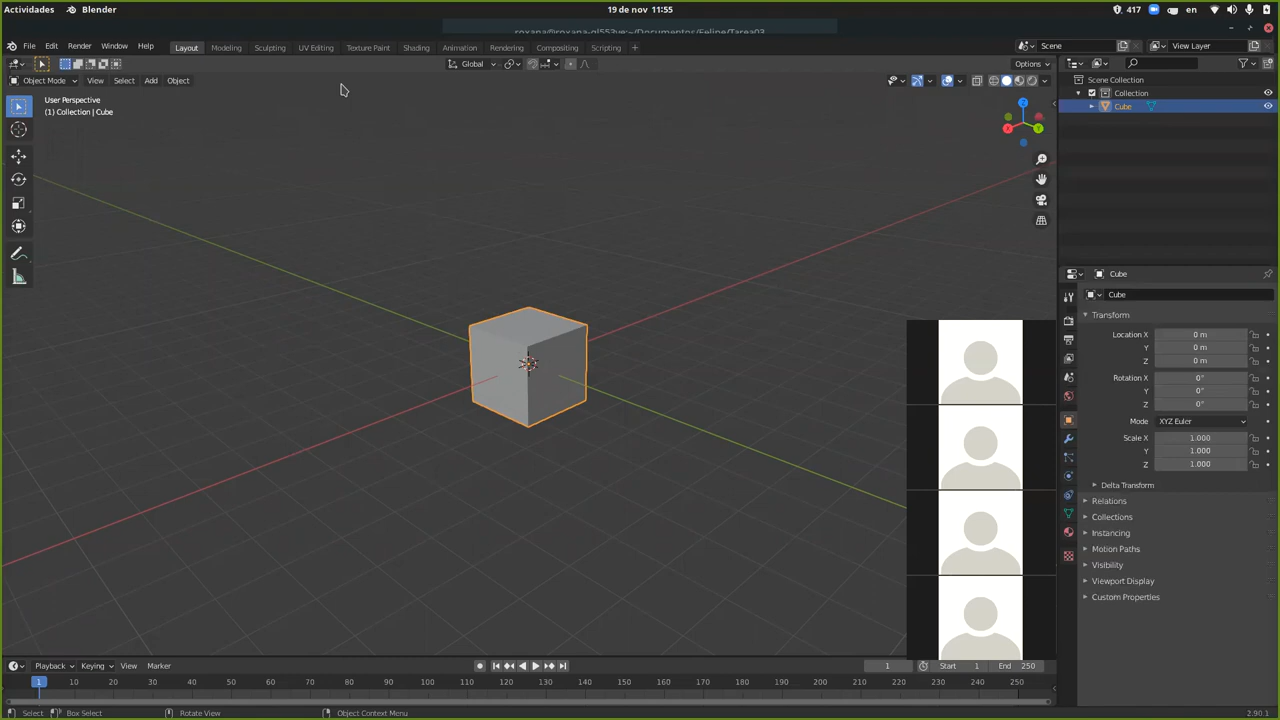 Actividades Blender 19 de nov 11:55 417 en
roxana@roxana-gl553ve:~/Documentos/Felipe/Tarea03
File Edit Render Window Help Layout Modeling Sculpting UV Editing Texture Paint Shading Animation Rendering Compositing Scripting + Scene View Layer
Global Options
Object Mode View Select Add Object
User Perspective
(1) Collection | Cube
X Y Z
Scene Collection
Collection
Cube
Cube
Cube
Transform
Location X 0 m
Y 0 m
Z 0 m
Rotation X 0°
Y 0°
Z 0°
Mode XYZ Euler
Scale X 1.000
Y 1.000
Z 1.000
Delta Transform
Relations
Collections
Instancing
Motion Paths
Visibility
Viewport Display
Custom Properties
Playback Keying View Marker 1 Start 1 End 250
1 10 20 30 40 50 60 70 80 90 100 110 120 130 140 150 160 170 180 190 200 210 220 230 240 250
Select Box Select Rotate View Object Context Menu 2.90.1